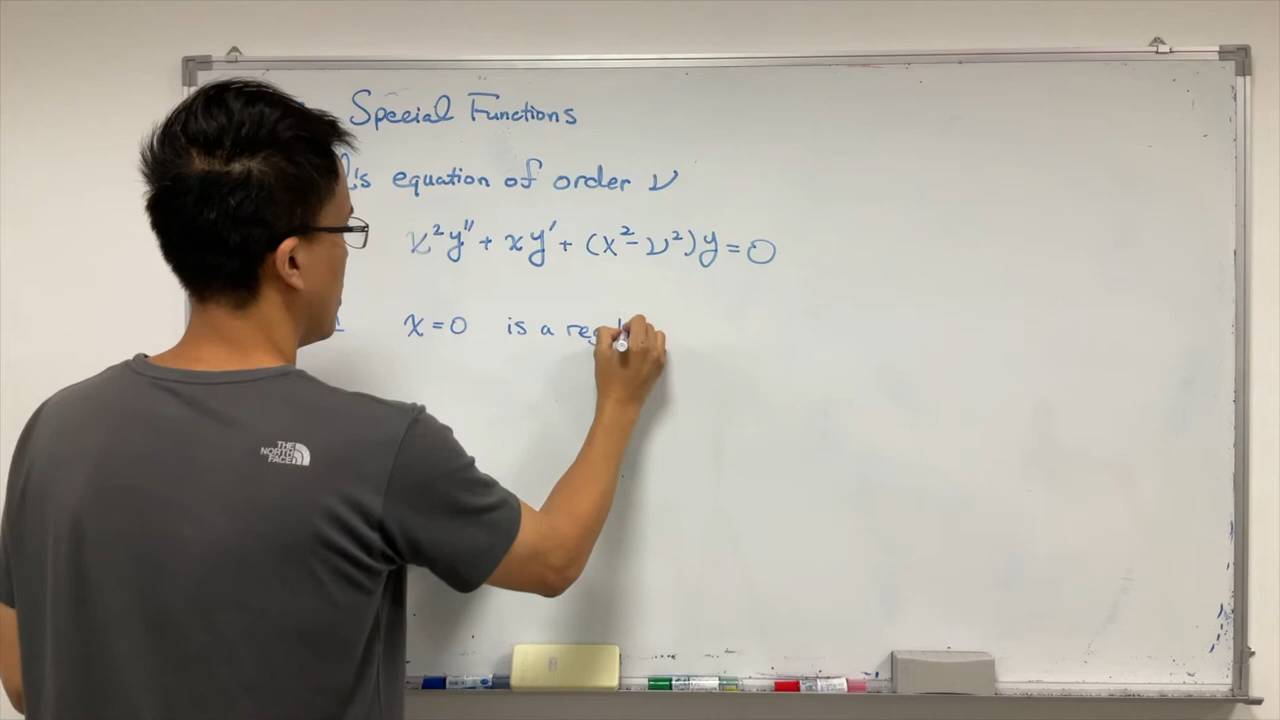 Special Functions
's equation of order ν
x²y'' + xy' + (x² - ν²)y = 0
x = 0 is a reg
THE
NORTH
FACE